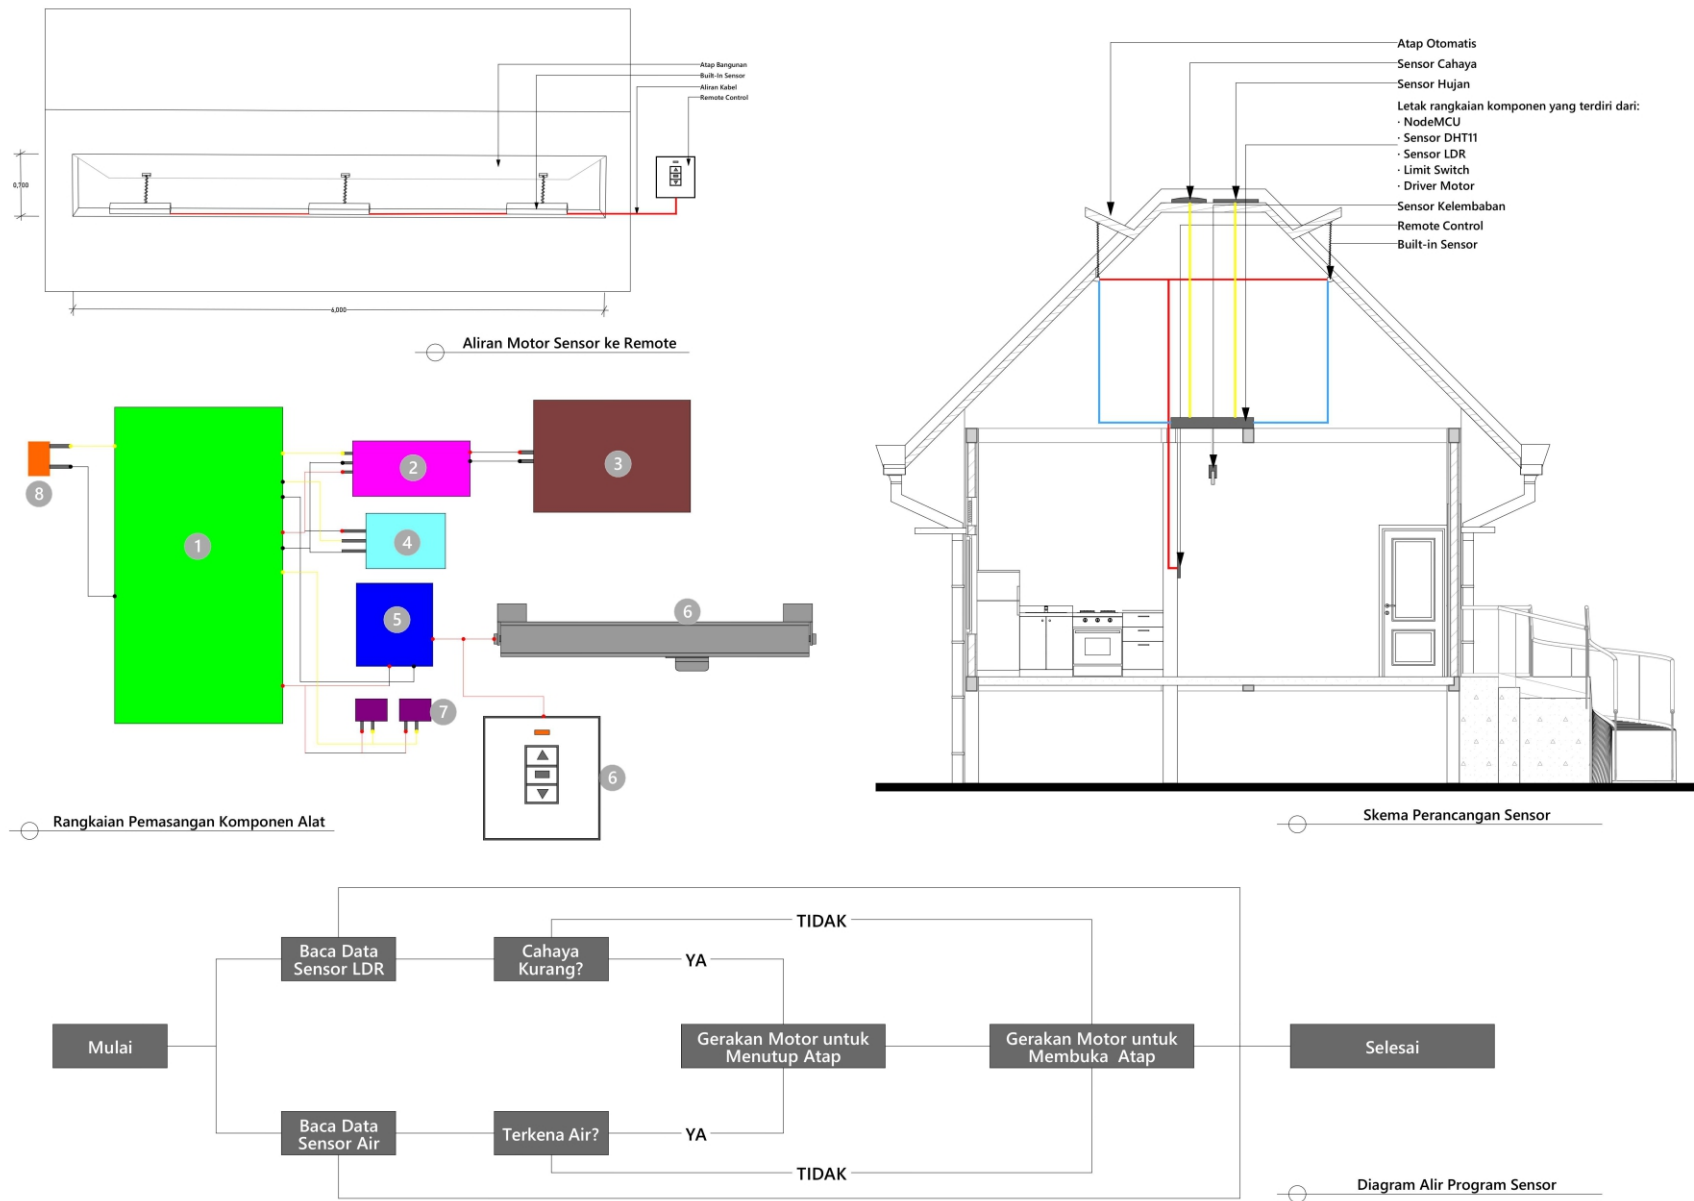 Atap Bangunan
Built-In Sensor
Aliran Kabel
Remote Control
0,700
6,000
Aliran Motor Sensor ke Remote
Atap Otomatis
Sensor Cahaya
Sensor Hujan
Letak rangkaian komponen yang terdiri dari:
· NodeMCU
· Sensor DHT11
· Sensor LDR
· Limit Switch
· Driver Motor
Sensor Kelembaban
Remote Control
Built-in Sensor
1
2
3
4
5
6
7
8
6
Rangkaian Pemasangan Komponen Alat
Skema Perancangan Sensor
TIDAK
Baca Data
Sensor LDR
Cahaya
Kurang?
YA
Mulai
Gerakan Motor untuk
Menutup Atap
Gerakan Motor untuk
Membuka Atap
Selesai
Baca Data
Sensor Air
Terkena Air?
YA
TIDAK
Diagram Alir Program Sensor